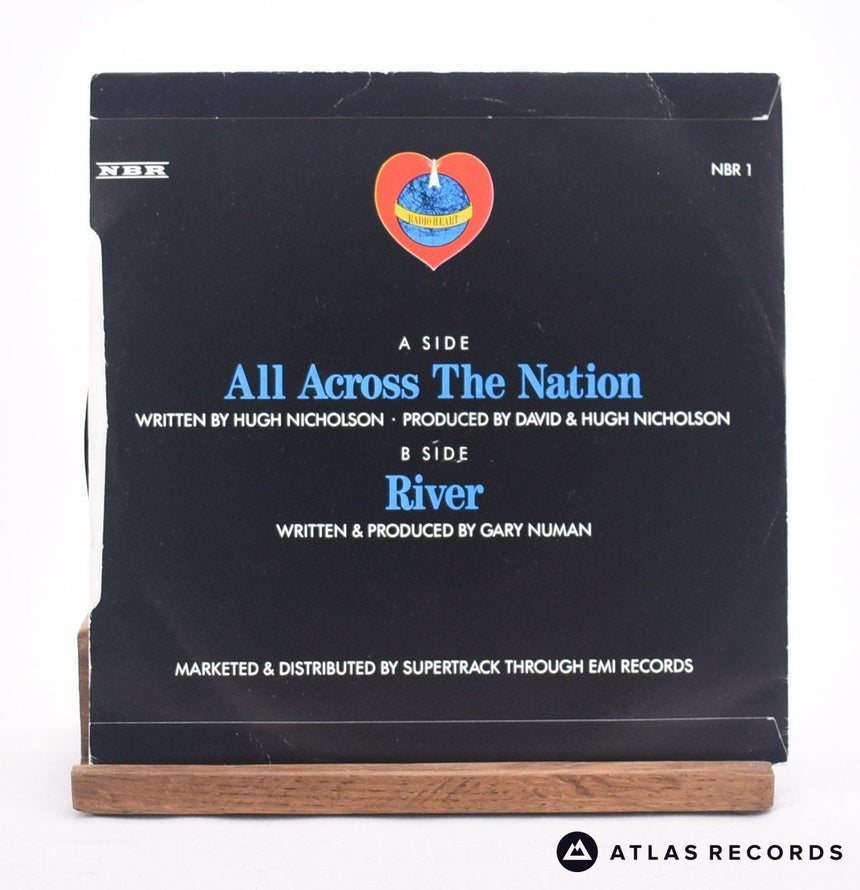 NBR
NBR 1
RADIO HEART
A SIDE
All Across The Nation
WRITTEN BY HUGH NICHOLSON · PRODUCED BY DAVID & HUGH NICHOLSON
B SIDE
River
WRITTEN & PRODUCED BY GARY NUMAN
MARKETED & DISTRIBUTED BY SUPERTRACK THROUGH EMI RECORDS
ATLAS RECORDS